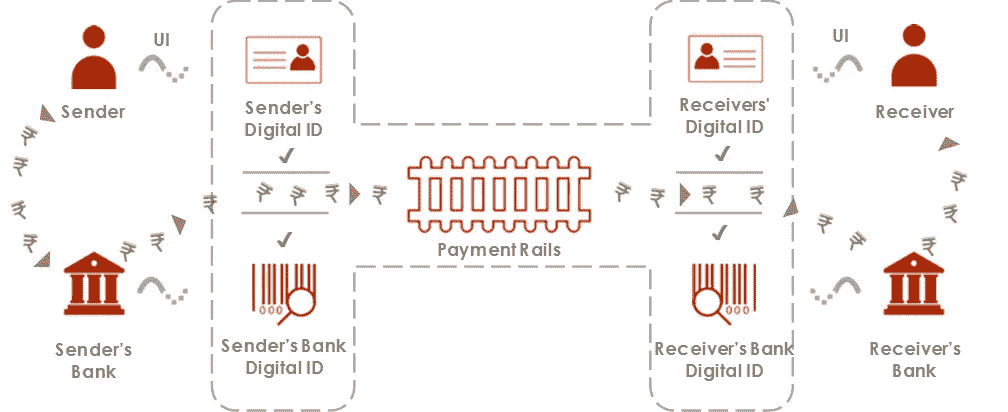 UI
Sender
Sender's
Digital ID
✓
₹ ₹ ₹ ₹ ₹ ₹ ₹ ₹ ₹ ₹ ₹
✓
Sender's Bank
Digital ID
Sender's
Bank
Payment Rails
Receivers'
Digital ID
✓
₹ ₹ ₹ ₹ ₹ ₹ ₹ ₹ ₹
✓
Receiver's Bank
Digital ID
UI
Receiver
Receiver's
Bank